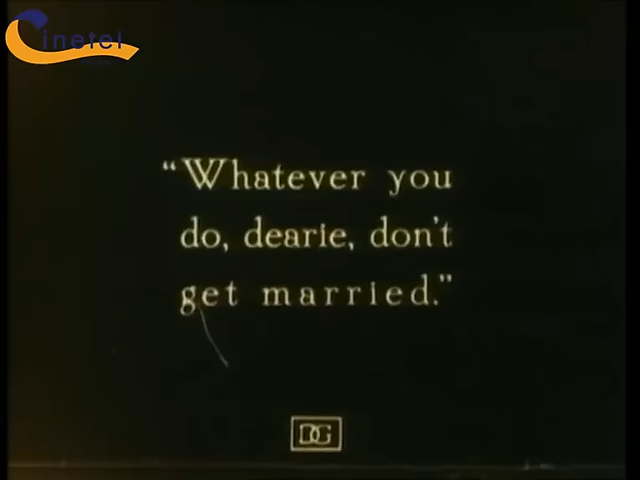 Cinetel
“Whatever you
do, dearie, don't
get married.”
DG